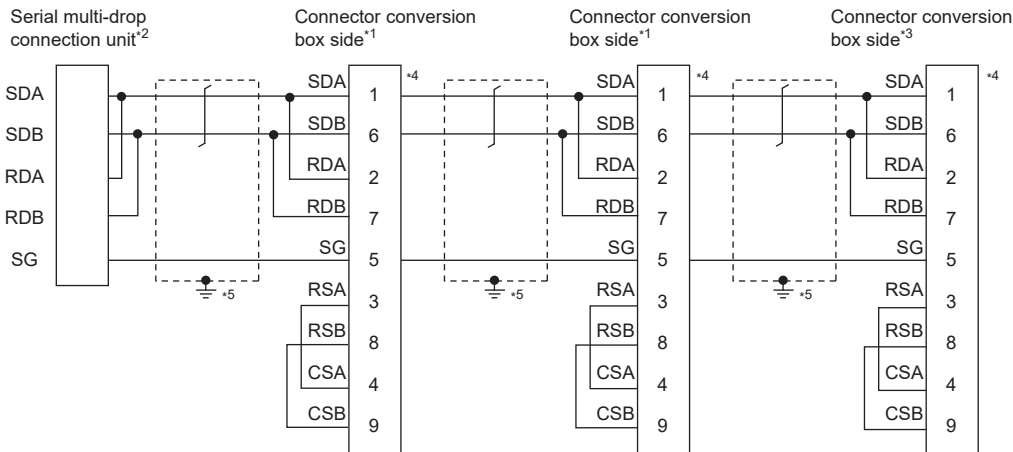 Serial multi-drop
connection unit*2
Connector conversion
box side*1
Connector conversion
box side*1
Connector conversion
box side*3
SDA
SDB
RDA
RDB
SG
*5
SDA 1 *4
SDB 6
RDA 2
RDB 7
SG 5
RSA 3
RSB 8
CSA 4
CSB 9
*5
SDA 1 *4
SDB 6
RDA 2
RDB 7
SG 5
RSA 3
RSB 8
CSA 4
CSB 9
*5
SDA 1 *4
SDB 6
RDA 2
RDB 7
SG 5
RSA 3
RSB 8
CSA 4
CSB 9